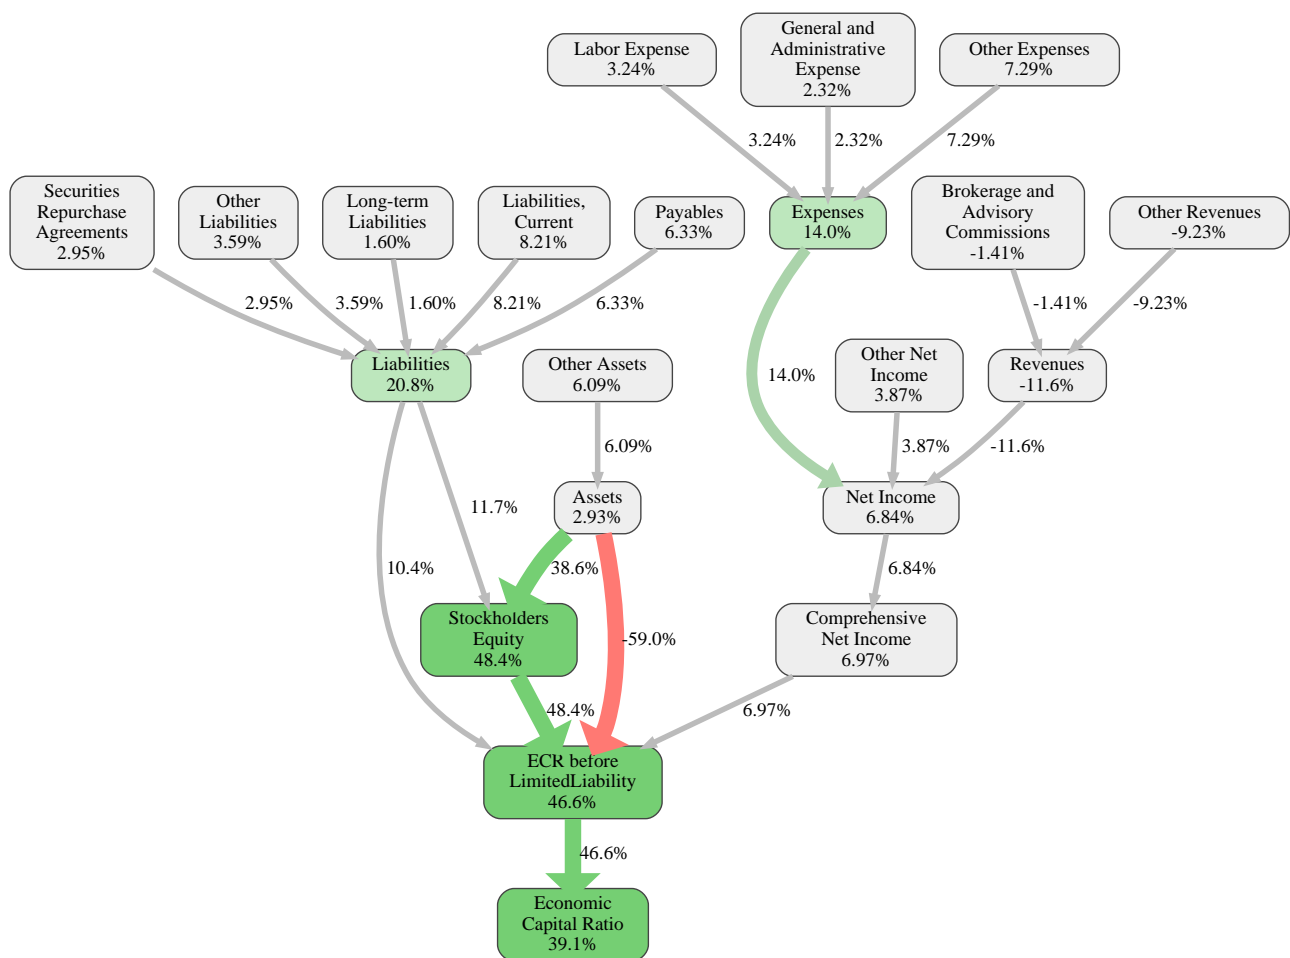 Labor Expense
3.24%
General and
Administrative
Expense
2.32%
Other Expenses
7.29%
3.24%
2.32%
7.29%
Securities
Repurchase
Agreements
2.95%
Other
Liabilities
3.59%
Long-term
Liabilities
1.60%
Liabilities,
Current
8.21%
Payables
6.33%
Expenses
14.0%
Brokerage and
Advisory
Commissions
-1.41%
Other Revenues
-9.23%
2.95%
3.59%
1.60%
8.21%
6.33%
-1.41%
-9.23%
Liabilities
20.8%
Other Assets
6.09%
14.0%
Other Net
Income
3.87%
Revenues
-11.6%
6.09%
3.87%
-11.6%
11.7%
Assets
2.93%
Net Income
6.84%
10.4%
38.6%
6.84%
Stockholders
Equity
48.4%
-59.0%
Comprehensive
Net Income
6.97%
48.4%
6.97%
ECR before
LimitedLiability
46.6%
46.6%
Economic
Capital Ratio
39.1%